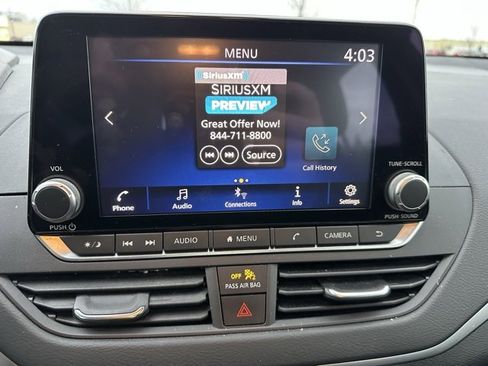 MENU
4:03
SiriusXM
SIRIUSXM
PREVIEW
Great Offer Now!
844-711-8800
Source
Call History
VOL
TUNE•SCROLL
Phone
Audio
Connections
Info
Settings
PUSH
PUSH SOUND
AUDIO
MENU
CAMERA
OFF
PASS AIR BAG